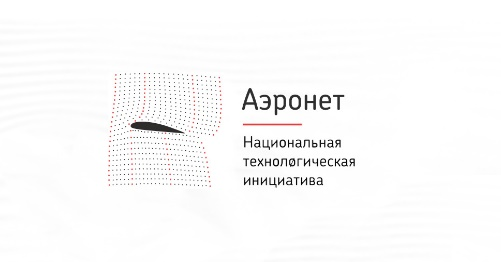 Аэронет
Национальная
технологическая
инициатива